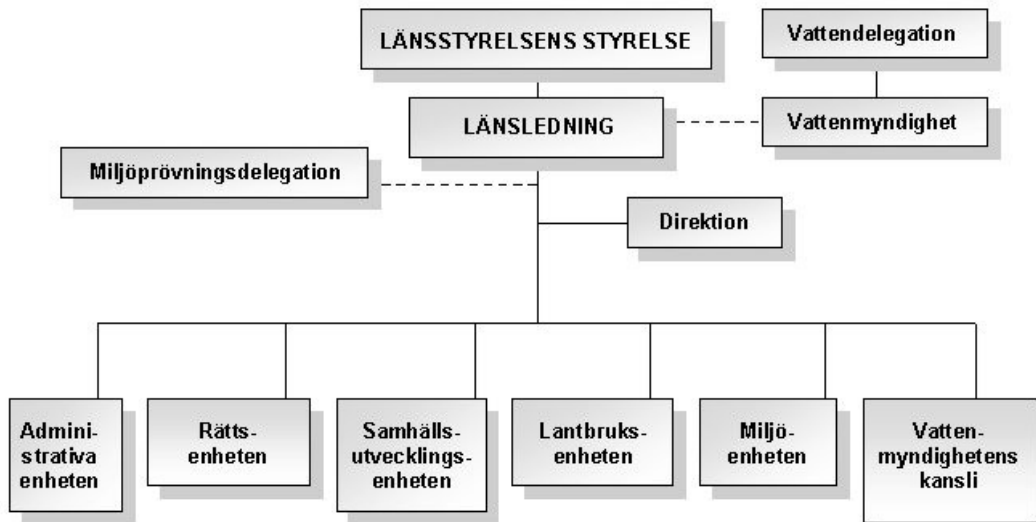 LÄNSSTYRELSENS STYRELSE
Vattendelegation
LÄNSLEDNING
Vattenmyndighet
Miljöprövningsdelegation
Direktion
Admini-
strativa
enheten
Rätts-
enheten
Samhälls-
utvecklings-
enheten
Lantbruks-
enheten
Miljö-
enheten
Vatten-
myndighetens
kansli